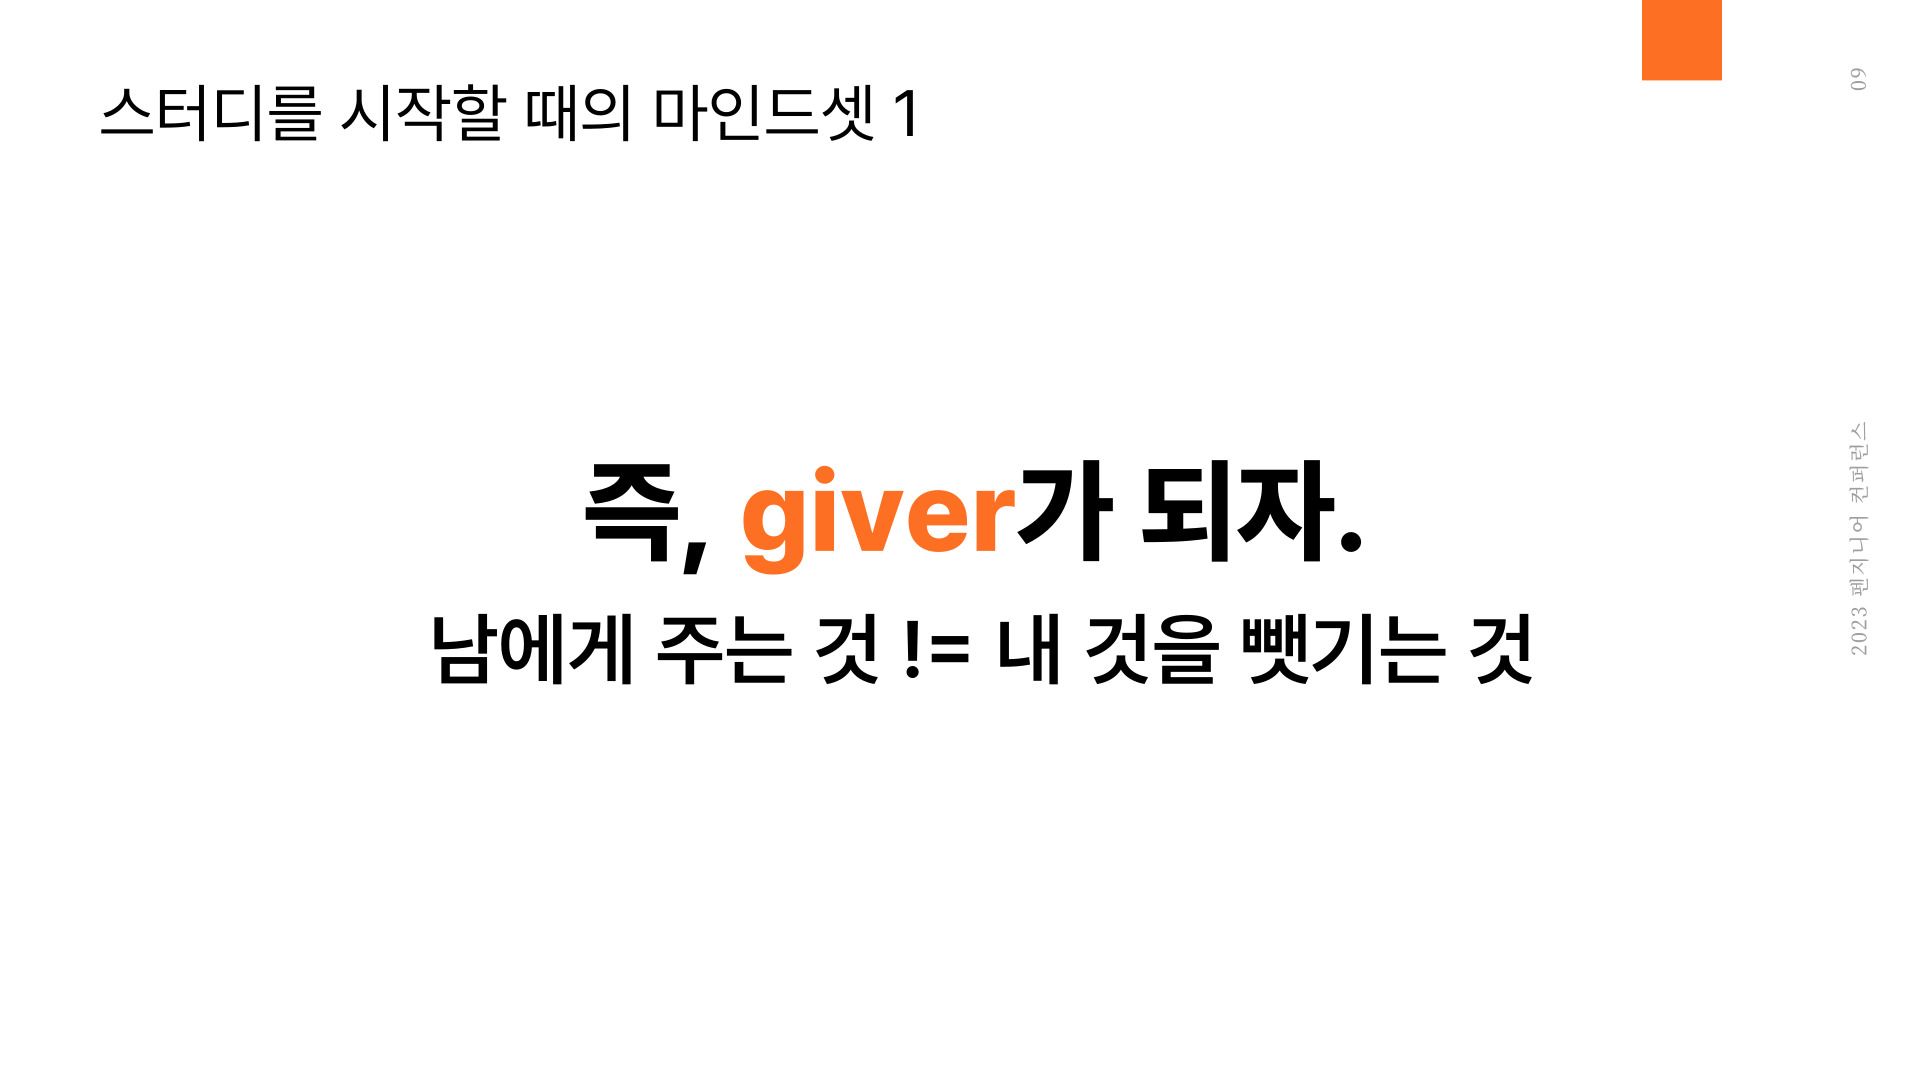 스터디를 시작할 때의 마인드셋 1
즉, giver가 되자.
남에게 주는 것 != 내 것을 뺏기는 것
09
2023 펜지니어 컨퍼런스